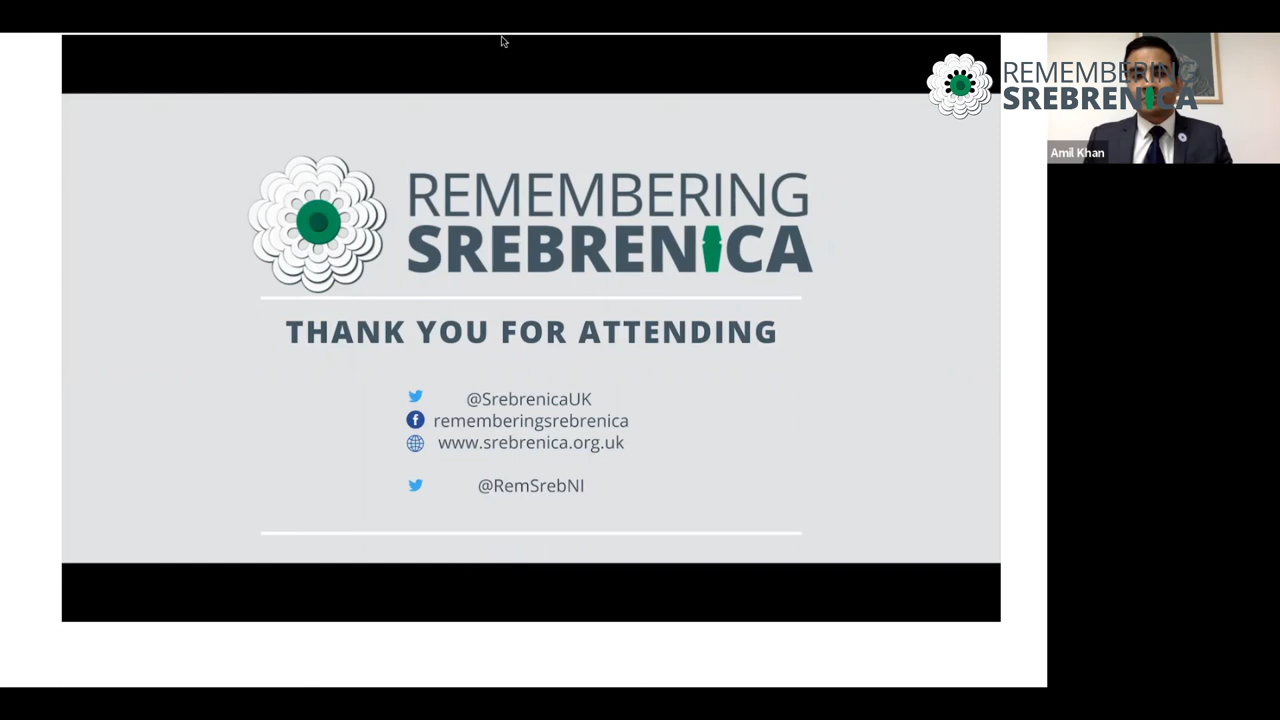 REMEMBERING
SREBRENICA
THANK YOU FOR ATTENDING
@SrebrenicaUK
rememberingsrebrenica
www.srebrenica.org.uk
@RemSrebNI
REMEMBERING
SREBRENICA
Amil Khan